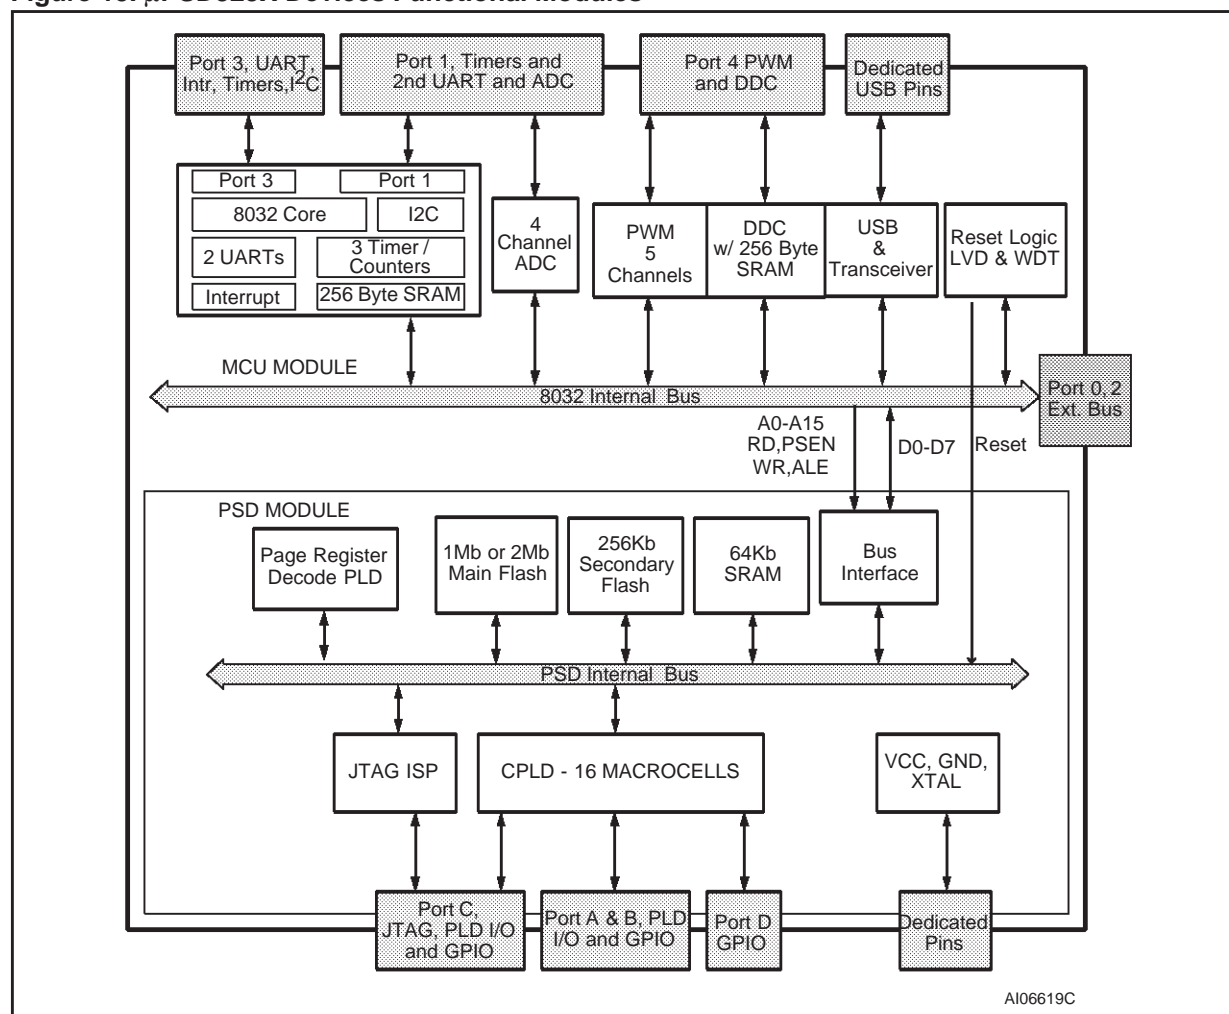 Port 3, UART,
Intr, Timers,I2C
Port 1, Timers and
2nd UART and ADC
Port 4 PWM
and DDC
Dedicated
USB Pins
Port 3
Port 1
8032 Core
I2C
2 UARTs
3 Timer /
Counters
Interrupt
256 Byte SRAM
4
Channel
ADC
PWM
5
Channels
DDC
w/ 256 Byte
SRAM
USB
&
Transceiver
Reset Logic
LVD & WDT
MCU MODULE
8032 Internal Bus
Port 0, 2
Ext. Bus
A0-A15
RD,PSEN
WR,ALE
D0-D7
Reset
PSD MODULE
Page Register
Decode PLD
1Mb or 2Mb
Main Flash
256Kb
Secondary
Flash
64Kb
SRAM
Bus
Interface
PSD Internal Bus
JTAG ISP
CPLD - 16 MACROCELLS
VCC, GND,
XTAL
Port C,
JTAG, PLD I/O
and GPIO
Port A & B, PLD
I/O and GPIO
Port D
GPIO
Dedicated
Pins
AI06619C